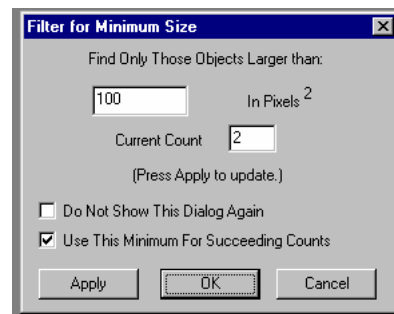 Filter for Minimum Size
Find Only Those Objects Larger than:
100 In Pixels 2
Current Count 2
(Press Apply to update.)
Do Not Show This Dialog Again
Use This Minimum For Succeeding Counts
Apply OK Cancel